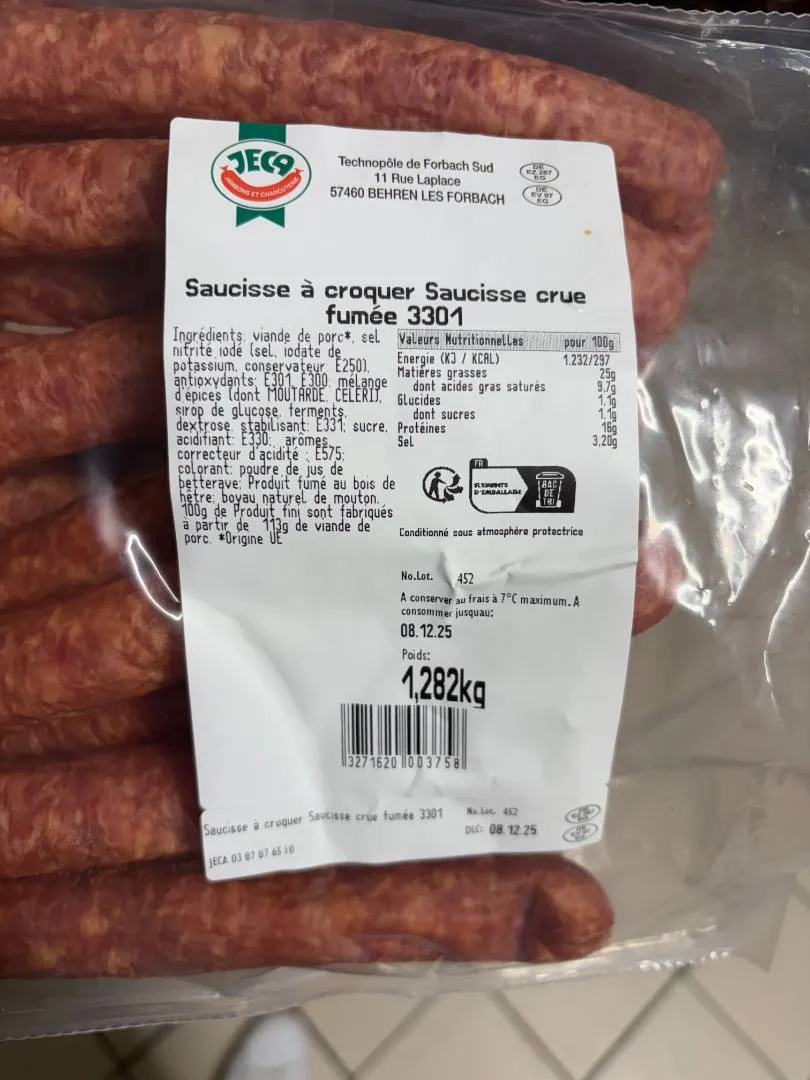 JECA
JAMBONS ET CHARCUTERIE
Technopôle de Forbach Sud
11 Rue Laplace
57460 BEHREN LES FORBACH
DE
EZ 267
EG
DE
EV 97
EG
Saucisse à croquer Saucisse crue
fumée 3301
Ingrédients: viande de porc*, sel
nitrité iodé (sel, iodate de
potassium, conservateur: E250),
antioxydants: E301, E300; mélange
d'épices (dont MOUTARDE, CELERI),
sirop de glucose, ferments,
dextrose, stabilisant: E331; sucre,
acidifiant: E330; arômes,
correcteur d'acidité : E575;
colorant: poudre de jus de
betterave; Produit fumé au bois de
hêtre; boyau naturel de mouton.
100g de Produit fini sont fabriqués
à partir de 113g de viande de
porc. *Origine UE
Valeurs Nutritionnelles pour 100g
Energie (KJ / KCAL) 1.232/297
Matières grasses 25g
dont acides gras saturés 9,7g
Glucides 1,1g
dont sucres 1,1g
Protéines 16g
Sel 3,20g
FR
ELEMENTS
D'EMBALLAGE
BAC
DE
TRI
Conditionné sous atmosphère protectrice
No.Lot. 452
A conserver au frais à 7°C maximum. A
consommer jusquau:
08.12.25
Poids:
1,282kg
3271620 003758
Saucisse à croquer Saucisse crue fumée 3301 No.Lot. 452
DLC: 08.12.25
JECA 03 87 87 65 10